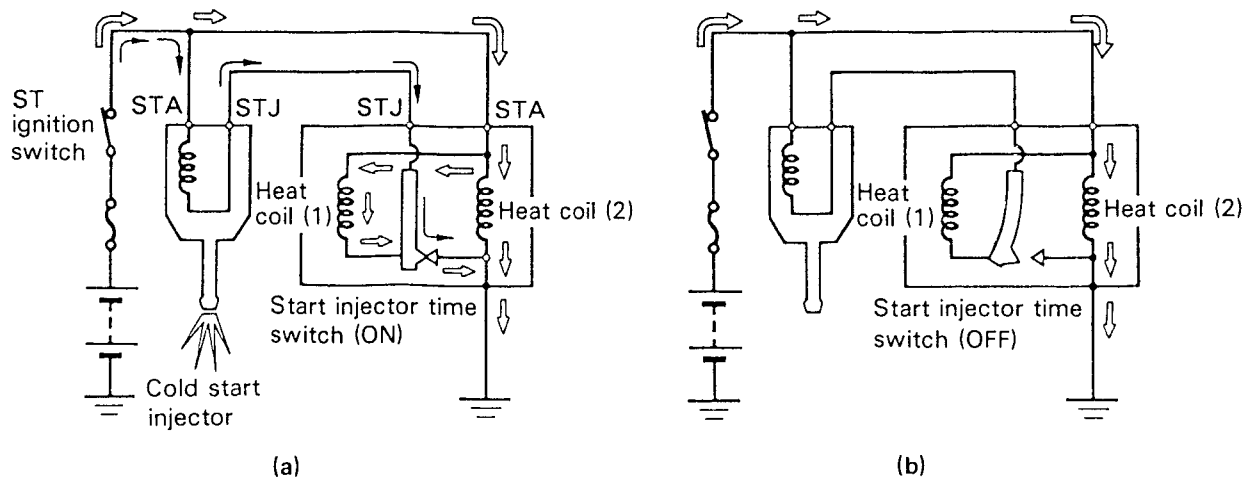 ST
ignition
switch
STA
STJ
STJ
STA
Heat
coil (1)
Heat coil (2)
Start injector time
switch (ON)
Cold start
injector
(a)
Heat
coil (1)
Heat coil (2)
Start injector time
switch (OFF)
(b)